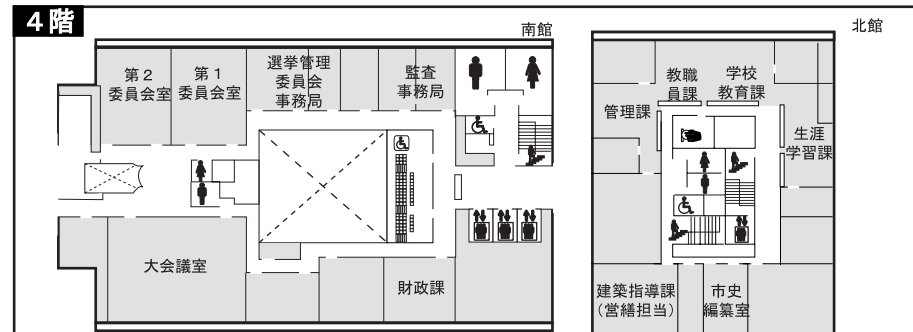 4階
南館
北館
第2
委員会室
第1
委員会室
選挙管理
委員会
事務局
監査
事務局
大会議室
財政課
教職
員課
学校
教育課
管理課
生涯
学習課
建築指導課
(営繕担当)
市史
編纂室